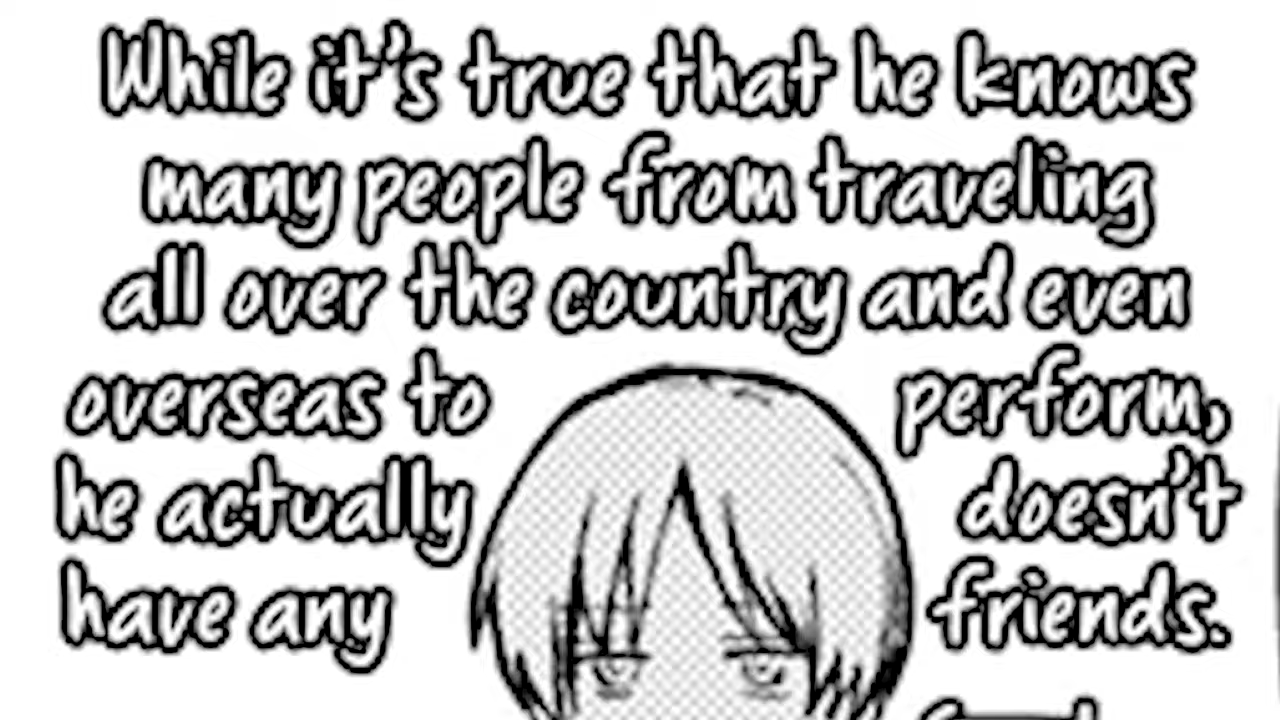 While it's true that he knows
many people from traveling
all over the country and even
overseas to perform,
he actually doesn't
have any friends.